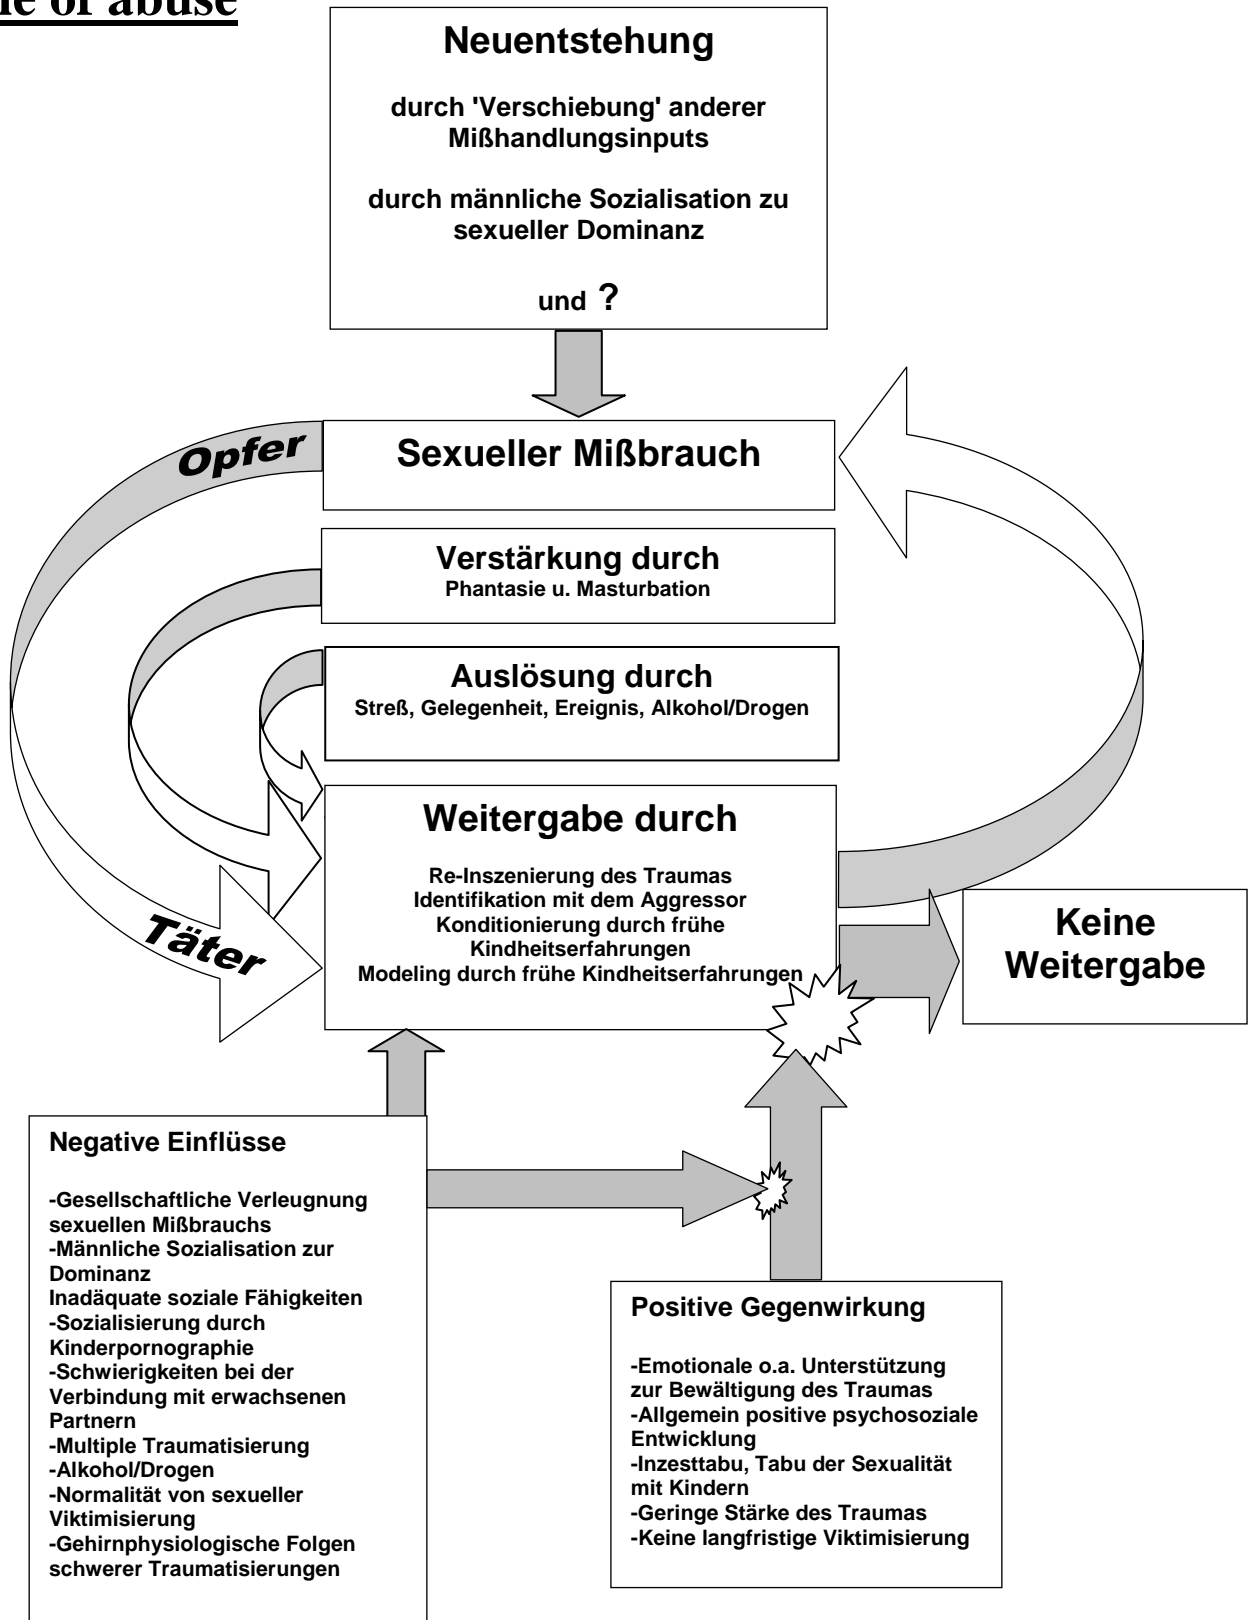 of abuse
Neuentstehung
durch 'Verschiebung' anderer
Mißhandlungsinputs
durch männliche Sozialisation zu
sexueller Dominanz
und ?
Opfer
Sexueller Mißbrauch
Verstärkung durch
Phantasie u. Masturbation
Auslösung durch
Streß, Gelegenheit, Ereignis, Alkohol/Drogen
Weitergabe durch
Re-Inszenierung des Traumas
Identifikation mit dem Aggressor
Konditionierung durch frühe
Kindheitserfahrungen
Modeling durch frühe Kindheitserfahrungen
Täter
Keine
Weitergabe
Negative Einflüsse
-Gesellschaftliche Verleugnung
sexuellen Mißbrauchs
-Männliche Sozialisation zur
Dominanz
Inadäquate soziale Fähigkeiten
-Sozialisierung durch
Kinderpornographie
-Schwierigkeiten bei der
Verbindung mit erwachsenen
Partnern
-Multiple Traumatisierung
-Alkohol/Drogen
-Normalität von sexueller
Viktimisierung
-Gehirnphysiologische Folgen
schwerer Traumatisierungen
Positive Gegenwirkung
-Emotionale o.a. Unterstützung
zur Bewältigung des Traumas
-Allgemein positive psychosoziale
Entwicklung
-Inzesttabu, Tabu der Sexualität
mit Kindern
-Geringe Stärke des Traumas
-Keine langfristige Viktimisierung